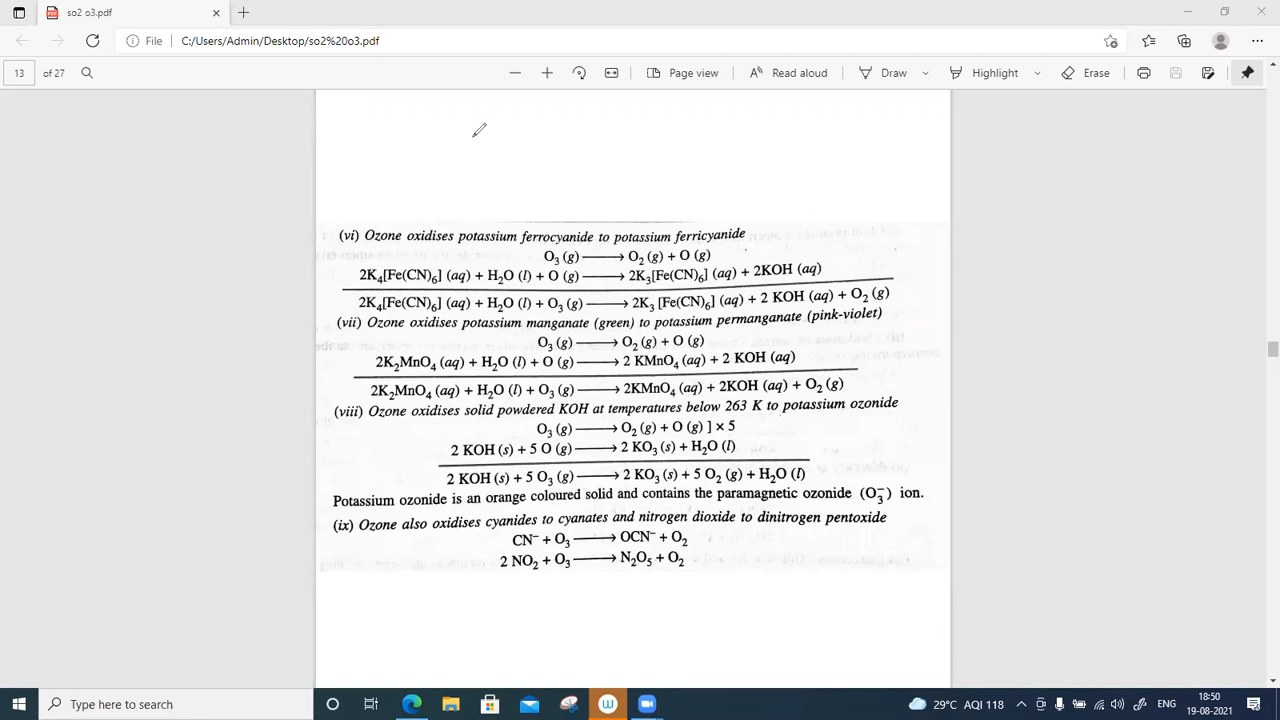 so2 o3.pdf
File C:/Users/Admin/Desktop/so2%20o3.pdf
13 of 27 Page view Read aloud Draw Highlight Erase
(vi) Ozone oxidises potassium ferrocyanide to potassium ferricyanide
O₃ (g) ⟶ O₂ (g) + O (g)
2K₄[Fe(CN)₆] (aq) + H₂O (l) + O (g) ⟶ 2K₃[Fe(CN)₆] (aq) + 2KOH (aq)
2K₄[Fe(CN)₆] (aq) + H₂O (l) + O₃ (g) ⟶ 2K₃ [Fe(CN)₆] (aq) + 2 KOH (aq) + O₂ (g)
(vii) Ozone oxidises potassium manganate (green) to potassium permanganate (pink-violet)
O₃ (g) ⟶ O₂ (g) + O (g)
2K₂MnO₄ (aq) + H₂O (l) + O (g) ⟶ 2 KMnO₄ (aq) + 2 KOH (aq)
2K₂MnO₄ (aq) + H₂O (l) + O₃ (g) ⟶ 2KMnO₄ (aq) + 2KOH (aq) + O₂ (g)
(viii) Ozone oxidises solid powdered KOH at temperatures below 263 K to potassium ozonide
O₃ (g) ⟶ O₂ (g) + O (g) ] × 5
2 KOH (s) + 5 O (g) ⟶ 2 KO₃ (s) + H₂O (l)
2 KOH (s) + 5 O₃ (g) ⟶ 2 KO₃ (s) + 5 O₂ (g) + H₂O (l)
Potassium ozonide is an orange coloured solid and contains the paramagnetic ozonide (O₃⁻) ion.
(ix) Ozone also oxidises cyanides to cyanates and nitrogen dioxide to dinitrogen pentoxide
CN⁻ + O₃ ⟶ OCN⁻ + O₂
2 NO₂ + O₃ ⟶ N₂O₅ + O₂
Type here to search 29°C AQI 118 ENG 18:50
19-08-2021